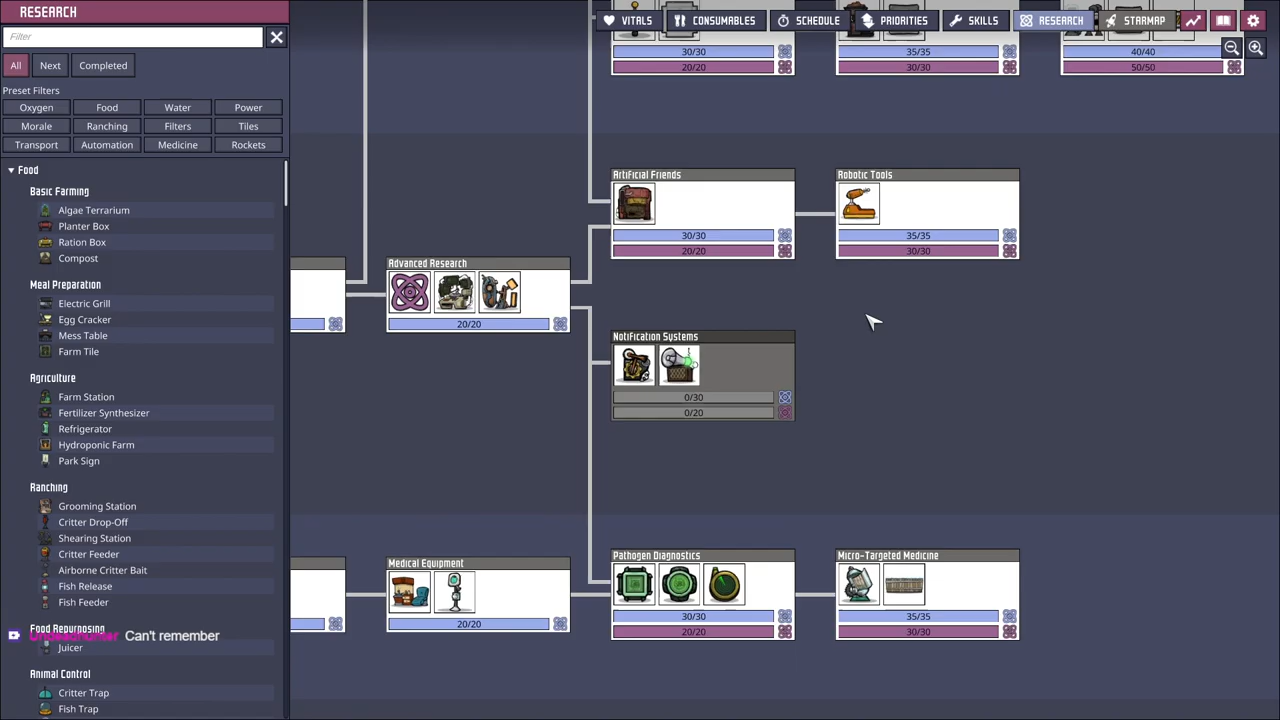 RESEARCH
VITALS
CONSUMABLES
SCHEDULE
PRIORITIES
SKILLS
RESEARCH
STARMAP
Filter
All
Next
Completed
Preset Filters
Oxygen
Food
Water
Power
Morale
Ranching
Filters
Tiles
Transport
Automation
Medicine
Rockets
Food
Basic Farming
Algae Terrarium
Planter Box
Ration Box
Compost
Meal Preparation
Electric Grill
Egg Cracker
Mess Table
Farm Tile
Agriculture
Farm Station
Fertilizer Synthesizer
Refrigerator
Hydroponic Farm
Park Sign
Ranching
Grooming Station
Critter Drop-Off
Shearing Station
Critter Feeder
Airborne Critter Bait
Fish Release
Fish Feeder
Food Repurposing
Undeadhunter Can't remember
Juicer
Animal Control
Critter Trap
Fish Trap
30/30
20/20
35/35
30/30
40/40
50/50
Artificial Friends
30/30
20/20
Robotic Tools
35/35
30/30
Advanced Research
20/20
Notification Systems
0/30
0/20
Medical Equipment
20/20
Pathogen Diagnostics
30/30
20/20
Micro-Targeted Medicine
35/35
30/30